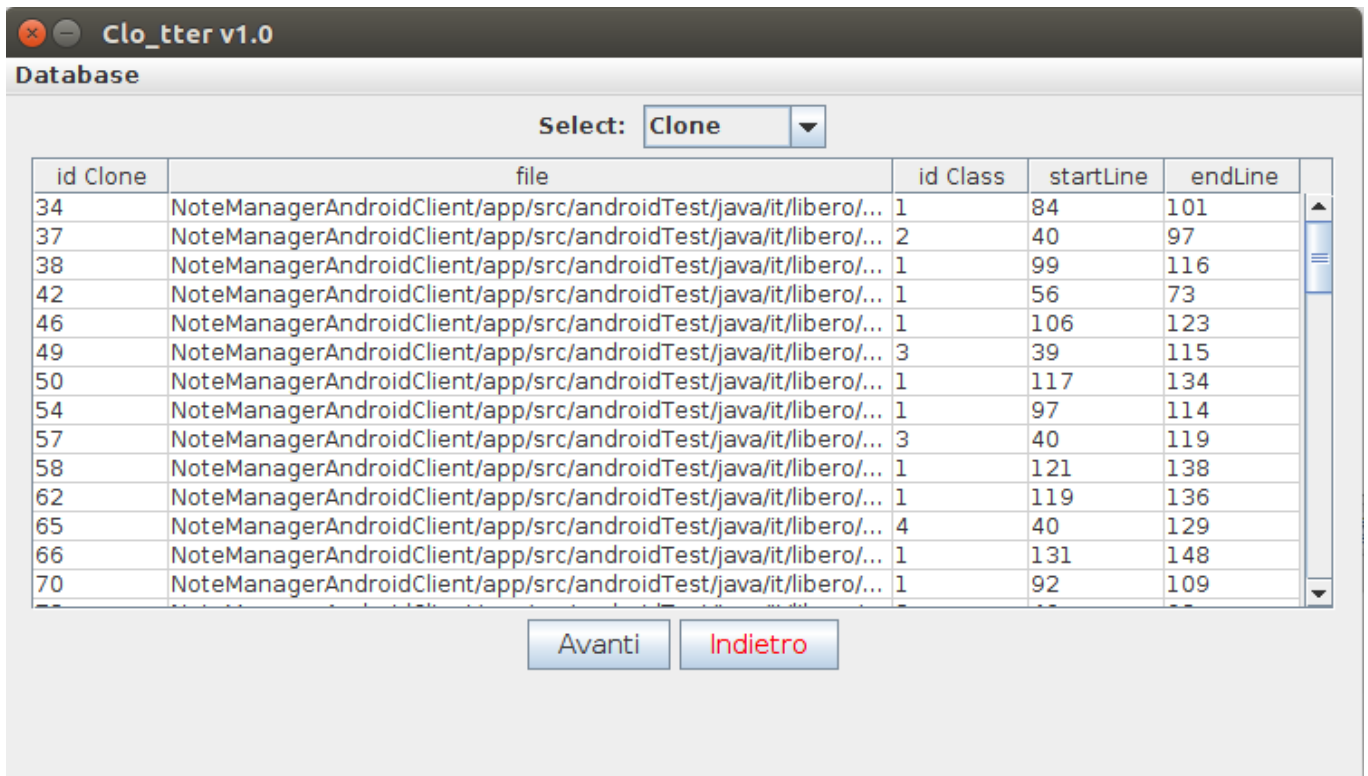 Clo_tter v1.0
Database
Select: Clone
id Clone file id Class startLine endLine
34 NoteManagerAndroidClient/app/src/androidTest/java/it/libero/... 1 84 101
37 NoteManagerAndroidClient/app/src/androidTest/java/it/libero/... 2 40 97
38 NoteManagerAndroidClient/app/src/androidTest/java/it/libero/... 1 99 116
42 NoteManagerAndroidClient/app/src/androidTest/java/it/libero/... 1 56 73
46 NoteManagerAndroidClient/app/src/androidTest/java/it/libero/... 1 106 123
49 NoteManagerAndroidClient/app/src/androidTest/java/it/libero/... 3 39 115
50 NoteManagerAndroidClient/app/src/androidTest/java/it/libero/... 1 117 134
54 NoteManagerAndroidClient/app/src/androidTest/java/it/libero/... 1 97 114
57 NoteManagerAndroidClient/app/src/androidTest/java/it/libero/... 3 40 119
58 NoteManagerAndroidClient/app/src/androidTest/java/it/libero/... 1 121 138
62 NoteManagerAndroidClient/app/src/androidTest/java/it/libero/... 1 119 136
65 NoteManagerAndroidClient/app/src/androidTest/java/it/libero/... 4 40 129
66 NoteManagerAndroidClient/app/src/androidTest/java/it/libero/... 1 131 148
70 NoteManagerAndroidClient/app/src/androidTest/java/it/libero/... 1 92 109
Avanti Indietro